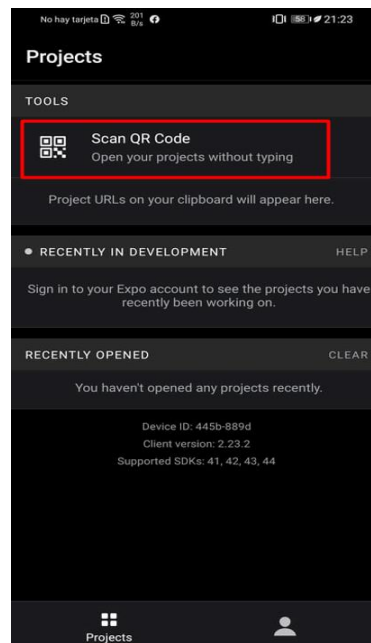 No hay tarjeta 201 B/s 58 21:23
Projects
TOOLS
Scan QR Code
Open your projects without typing
Project URLs on your clipboard will appear here.
RECENTLY IN DEVELOPMENT HELP
Sign in to your Expo account to see the projects you have
recently been working on.
RECENTLY OPENED CLEAR
You haven't opened any projects recently.
Device ID: 445b-889d
Client version: 2.23.2
Supported SDKs: 41, 42, 43, 44
Projects